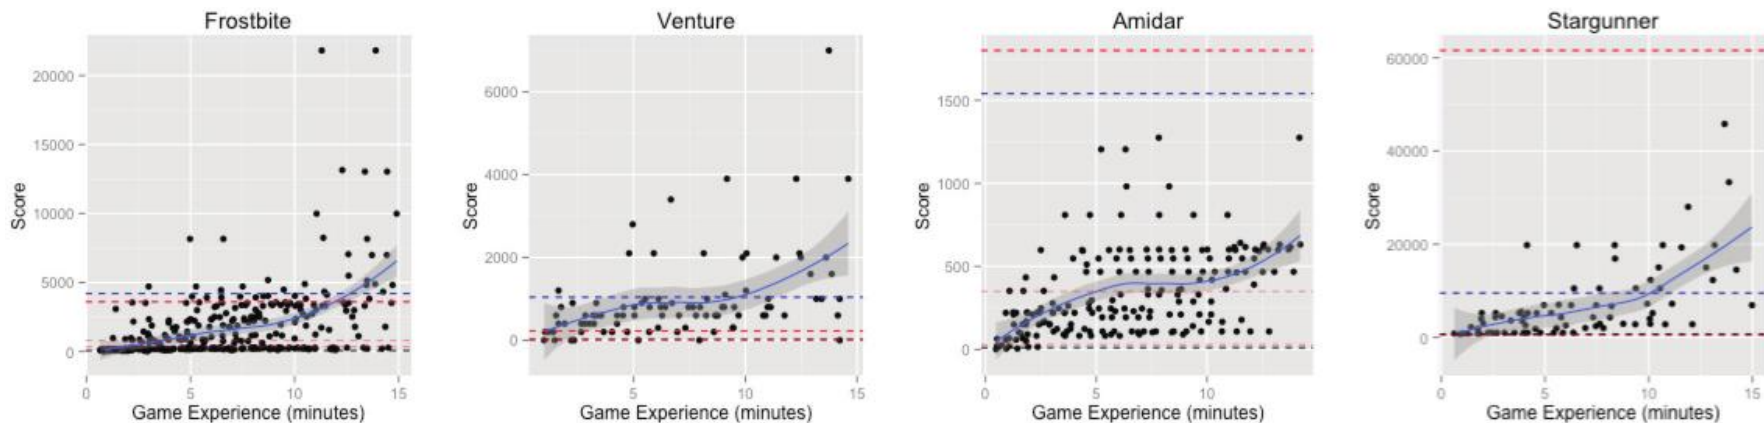 Frostbite
20000
15000
10000
5000
0
Score
0 5 10 15
Game Experience (minutes)
Venture
6000
4000
2000
0
Score
5 10 15
Game Experience (minutes)
Amidar
1500
1000
500
0
Score
0 5 10
Game Experience (minutes)
Stargunner
60000
40000
20000
0
Score
0 5 10 15
Game Experience (minutes)